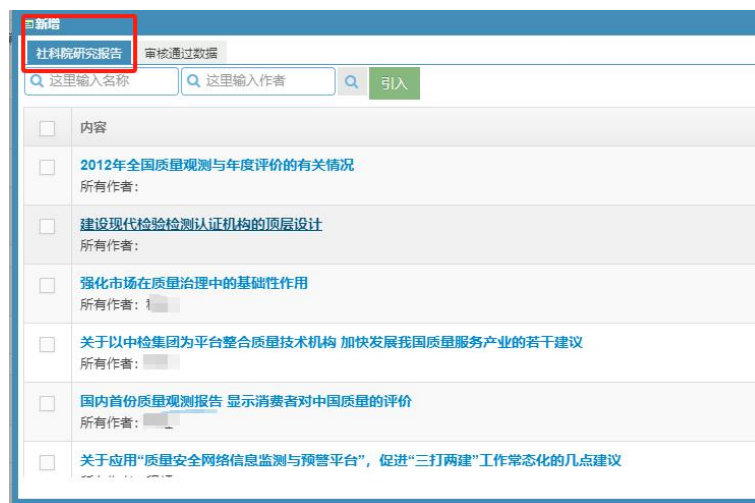 新增
社科院研究报告 审核通过数据
这里输入名称 这里输入作者 引入
内容
2012年全国质量观测与年度评价的有关情况
所有作者：
建设现代检验检测认证机构的顶层设计
所有作者：
强化市场在质量治理中的基础性作用
所有作者：
关于以中检集团为平台整合质量技术机构 加快发展我国质量服务产业的若干建议
所有作者：
国内首份质量观测报告 显示消费者对中国质量的评价
所有作者：
关于应用“质量安全网络信息监测与预警平台”，促进“三打两建”工作常态化的几点建议